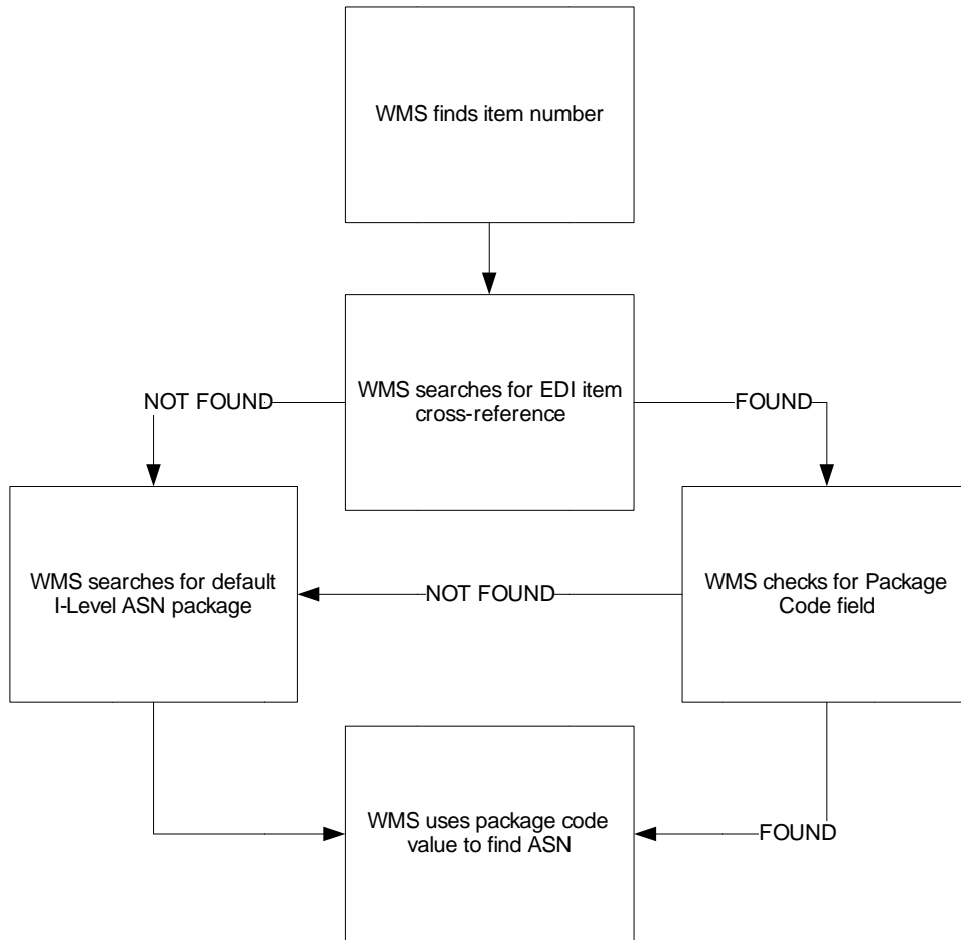 WMS finds item number
WMS searches for EDI item
cross-reference
NOT FOUND
FOUND
WMS searches for default
I-Level ASN package
NOT FOUND
WMS checks for Package
Code field
WMS uses package code
value to find ASN
FOUND